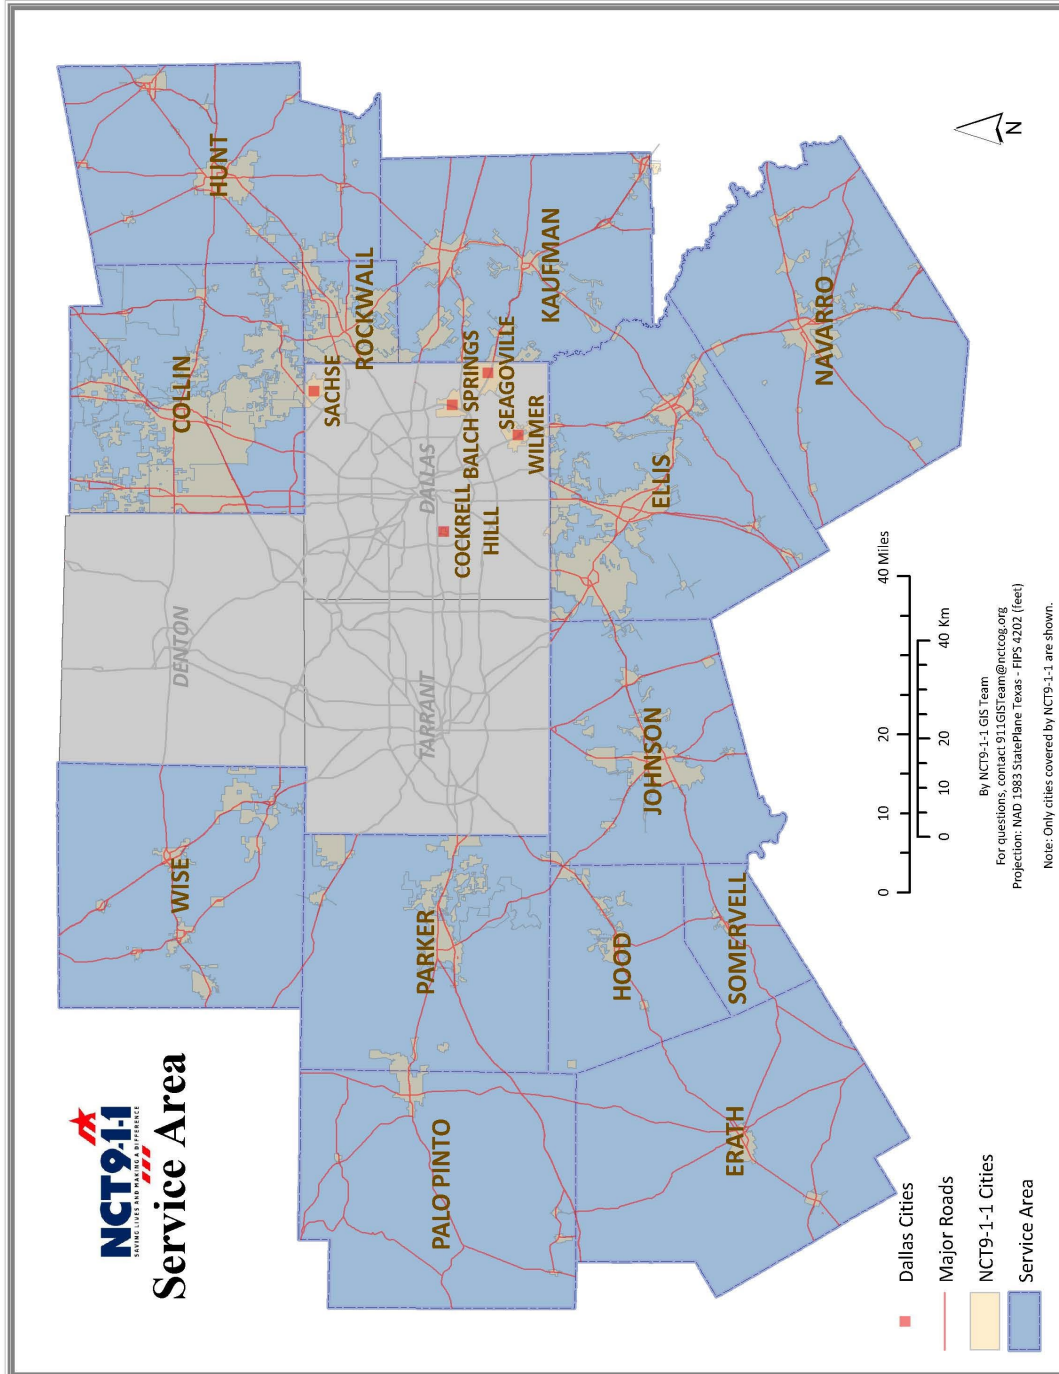 NCT9-1-1
SAVING LIVES AND MAKING A DIFFERENCE
Service Area
WISE
DENTON
COLLIN
HUNT
SACHSE
ROCKWALL
PALO PINTO
PARKER
TARRANT
DALLAS
COCKRELL
HILLL
BALCH SPRINGS
SEAGOVILLE
WILMER
KAUFMAN
HOOD
JOHNSON
ELLIS
ERATH
SOMERVELL
NAVARRO
Dallas Cities
Major Roads
NCT9-1-1 Cities
Service Area
0 10 20 40 Miles
0 10 20 40 Km
By NCT9-1-1 GIS Team
For questions, contact 911GISTeam@nctcog.org
Projection: NAD 1983 StatePlane Texas - FIPS 4202 (feet)
Note: Only cities covered by NCT9-1-1 are shown.
N